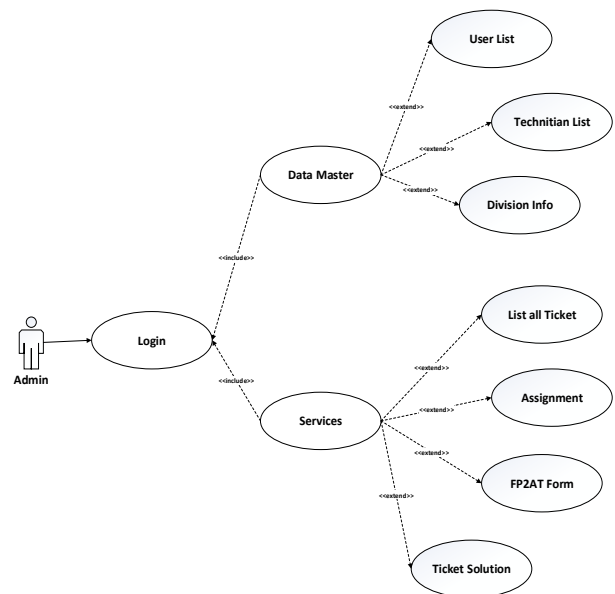 User List
<<extend>>
Technitian List
<<extend>>
Data Master
<<extend>>
Division Info
<<include>>
List all Ticket
<<extend>>
Login
Admin
<<include>>
Assignment
<<extend>>
Services
<<extend>>
FP2AT Form
<<extend>>
Ticket Solution